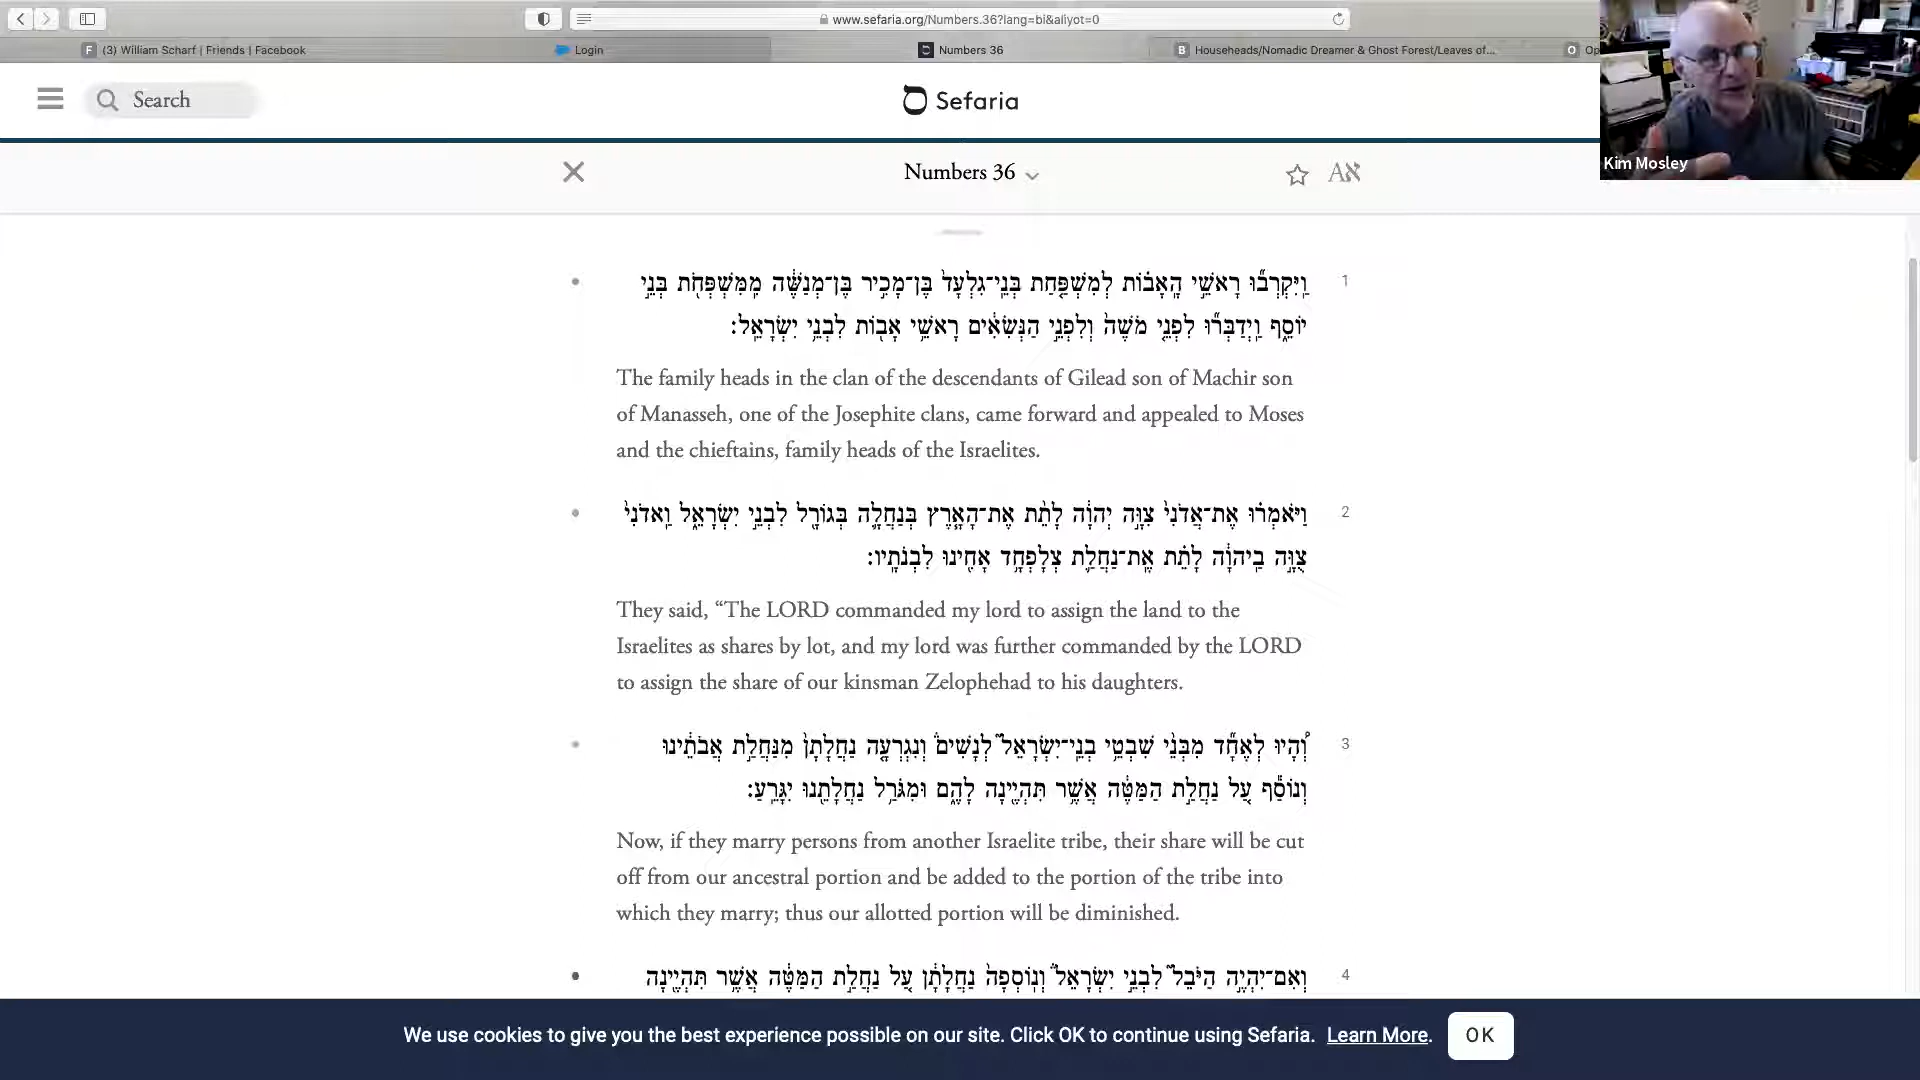 www.sefaria.org/Numbers.36?lang=bi&aliyot=0
F (3) William Scharf | Friends | Facebook
Login
Numbers 36
B Househeads/Nomadic Dreamer & Ghost Forest/Leaves of...
O Op
Search
Sefaria
Kim Mosley
Numbers 36
Aא
1
וַֽיִּקְרְב֞וּ רָאשֵׁ֣י הָֽאָב֗וֹת לְמִשְׁפַּ֤חַת בְּנֵֽי־גִלְעָד֙ בֶּן־מָכִ֣יר בֶּן־מְנַשֶּׁ֔ה מִֽמִּשְׁפְּחֹ֖ת בְּנֵ֣י
יוֹסֵ֑ף וַֽיְדַבְּר֞וּ לִפְנֵ֤י מֹשֶׁה֙ וְלִפְנֵ֣י הַנְּשִׂאִ֔ים רָאשֵׁ֥י אָב֖וֹת לִבְנֵ֥י יִשְׂרָאֵֽל׃
The family heads in the clan of the descendants of Gilead son of Machir son
of Manasseh, one of the Josephite clans, came forward and appealed to Moses
and the chieftains, family heads of the Israelites.
2
וַיֹּאמְר֗וּ אֶת־אֲדֹנִי֙ צִוָּ֣ה יְהוָ֔ה לָתֵ֨ת אֶת־הָאָ֧רֶץ בְּנַחֲלָ֛ה בְּגוֹרָ֖ל לִבְנֵ֣י יִשְׂרָאֵ֑ל וַֽאדֹנִי֙
צֻוָּ֣ה בַֽיהוָ֔ה לָתֵ֗ת אֶֽת־נַחֲלַ֛ת צְלָפְחָ֥ד אָחִ֖ינוּ לִבְנֹתָֽיו׃
They said, “The LORD commanded my lord to assign the land to the
Israelites as shares by lot, and my lord was further commanded by the LORD
to assign the share of our kinsman Zelophehad to his daughters.
3
וְ֠הָיוּ לְאֶחָ֞ד מִבְּנֵ֨י שִׁבְטֵ֥י בְנֵֽי־יִשְׂרָאֵל֮ לְנָשִׁים֒ וְנִגְרְעָ֤ה נַחֲלָתָן֙ מִנַּחֲלַ֣ת אֲבֹתֵ֔ינוּ
וְנוֹסַ֕ף עַ֚ל נַחֲלַ֣ת הַמַּטֶּ֔ה אֲשֶׁ֥ר תִּהְיֶ֖ינָה לָהֶ֑ם וּמִגֹּרַ֥ל נַחֲלָתֵ֖נוּ יִגָּרֵֽעַ׃
Now, if they marry persons from another Israelite tribe, their share will be cut
off from our ancestral portion and be added to the portion of the tribe into
which they marry; thus our allotted portion will be diminished.
4
וְאִם־יִהְיֶ֣ה הַיֹּבֵל֮ לִבְנֵ֣י יִשְׂרָאֵל֒ וְנֽוֹסְפָה֙ נַחֲלָתָ֔ן עַ֚ל נַחֲלַ֣ת הַמַּטֶּ֔ה אֲשֶׁ֥ר תִּהְיֶ֖ינָה
We use cookies to give you the best experience possible on our site. Click OK to continue using Sefaria. Learn More.
OK